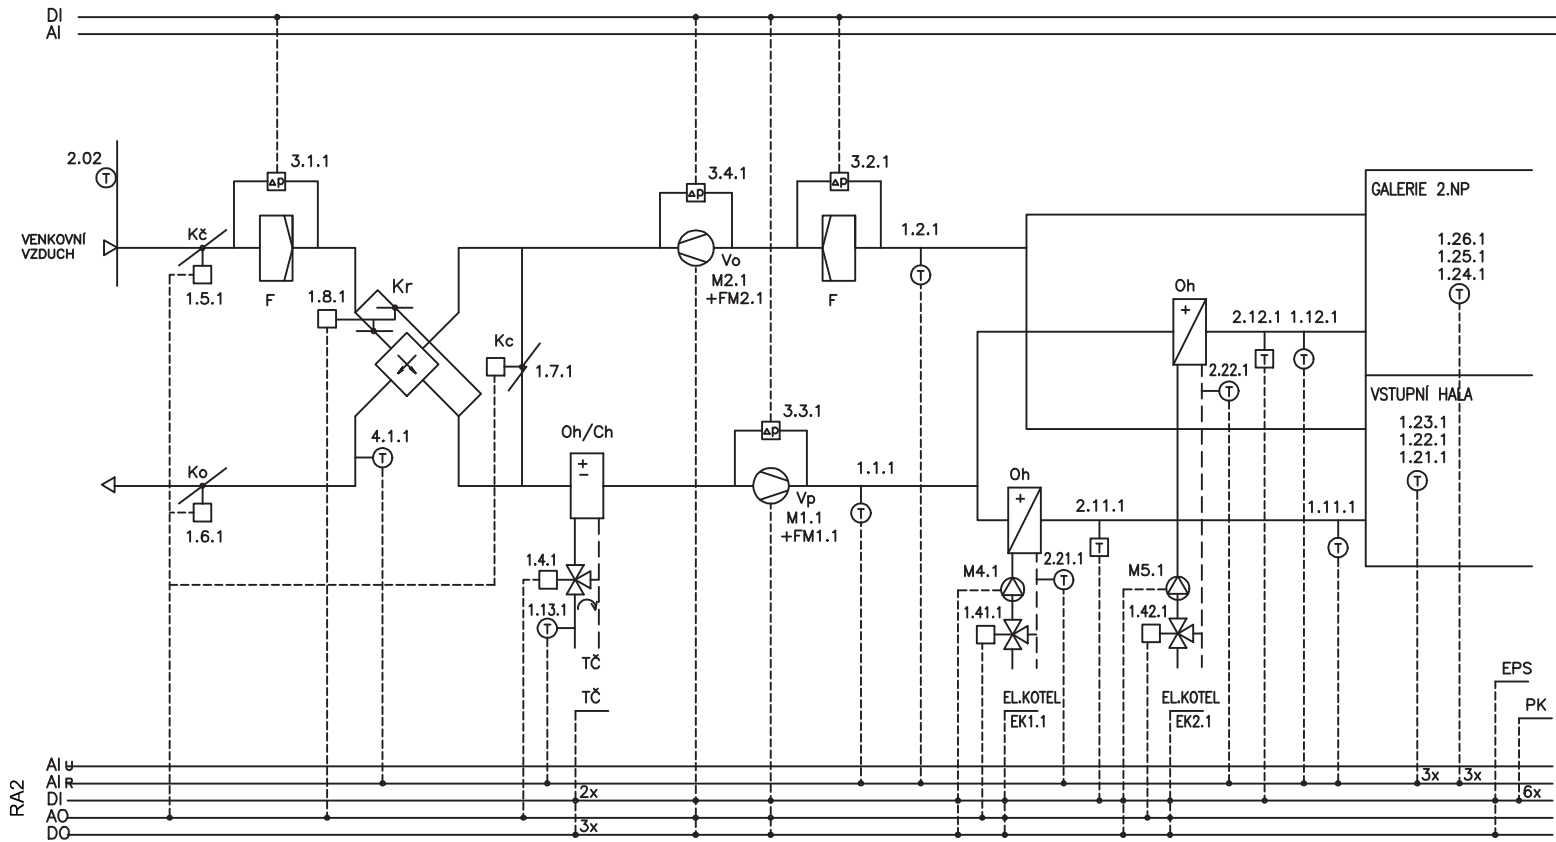 DI
AI
2.02
T
VENKOVNÍ
VZDUCH
Kč
1.5.1
3.1.1
Δp
F
1.8.1
Kr
4.1.1
T
Ko
1.6.1
Kc
1.7.1
Oh/Ch
+
−
1.4.1
1.13.1
T
TČ
TČ
3.4.1
Δp
Vo
M2.1
+FM2.1
3.2.1
Δp
F
1.2.1
T
3.3.1
Δp
Vp
M1.1
+FM1.1
1.1.1
T
Oh
+
2.11.1
T
2.21.1
T
M4.1
1.41.1
EL.KOTEL
EK1.1
Oh
+
2.12.1
T
1.12.1
T
2.22.1
T
M5.1
1.42.1
EL.KOTEL
EK2.1
1.11.1
T
GALERIE 2.NP
1.26.1
1.25.1
1.24.1
T
VSTUPNÍ HALA
1.23.1
1.22.1
1.21.1
T
EPS
PK
RA2
AI U
AI R
3x
3x
DI
2x
6x
AO
DO
3x